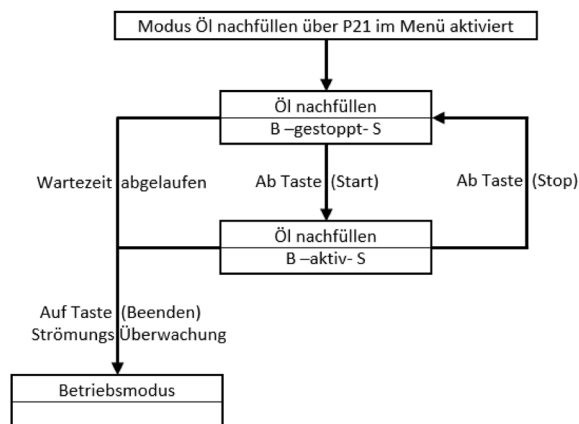 Modus Öl nachfüllen über P21 im Menü aktiviert
Öl nachfüllen
B –gestoppt- S
Wartezeit abgelaufen
Ab Taste (Start)
Ab Taste (Stop)
Öl nachfüllen
B –aktiv- S
Auf Taste (Beenden)
Strömungs Überwachung
Betriebsmodus